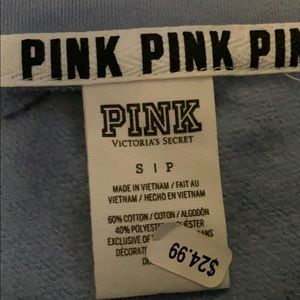 PINK PINK PIN
PINK
VICTORIA'S SECRET
S | P
MADE IN VIETNAM / FAIT AU
VIETNAM / HECHO EN VIETNAM
60% COTTON / COTON / ALGODÓN
40% POLYESTER
EXCLUSIVE OF
$24.99